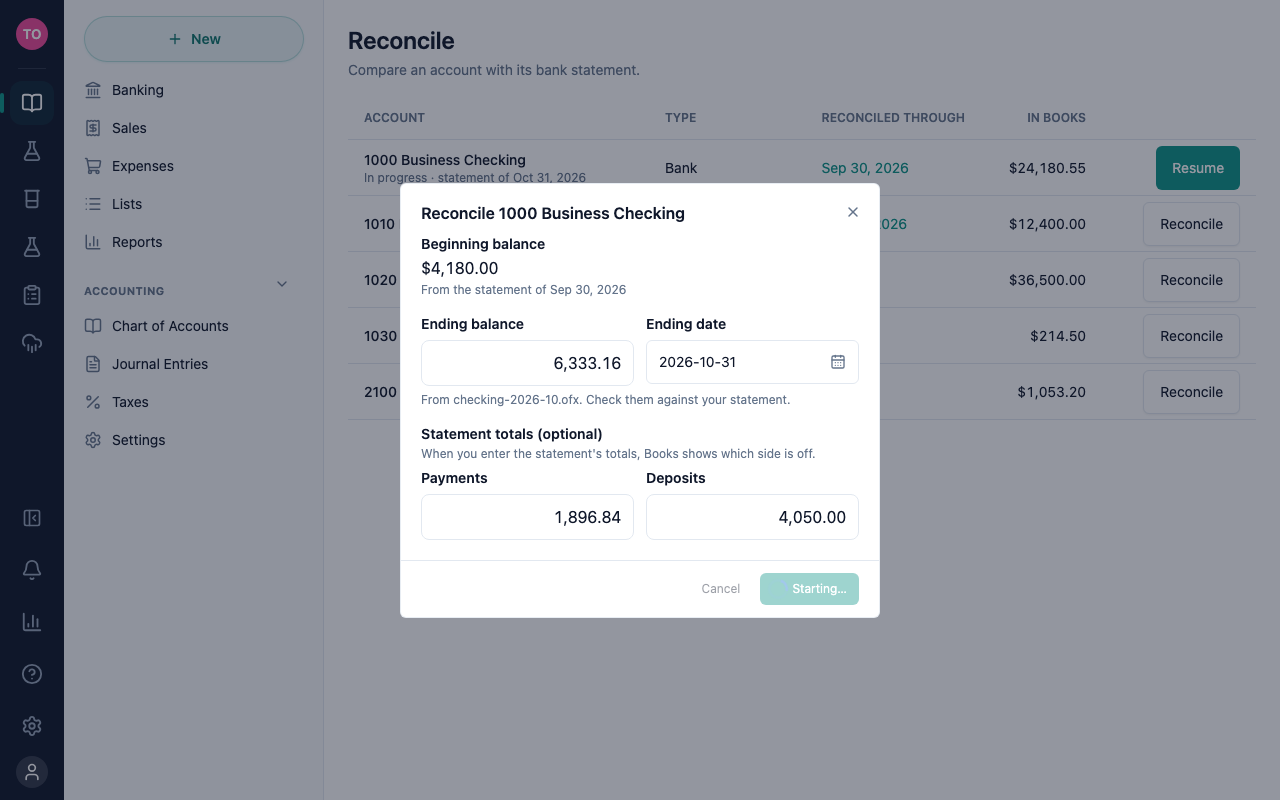 TO
New
Banking
Sales
Expenses
Lists
Reports
ACCOUNTING
Chart of Accounts
Journal Entries
Taxes
Settings
Reconcile
Compare an account with its bank statement.
ACCOUNT TYPE RECONCILED THROUGH IN BOOKS
1000 Business Checking Bank Sep 30, 2026 $24,180.55 Resume
In progress · statement of Oct 31, 2026
1010 2026 $12,400.00 Reconcile
1020 $36,500.00 Reconcile
1030 $214.50 Reconcile
2100 $1,053.20 Reconcile
Reconcile 1000 Business Checking
Beginning balance
$4,180.00
From the statement of Sep 30, 2026
Ending balance Ending date
6,333.16 2026-10-31
From checking-2026-10.ofx. Check them against your statement.
Statement totals (optional)
When you enter the statement's totals, Books shows which side is off.
Payments Deposits
1,896.84 4,050.00
Cancel Starting…